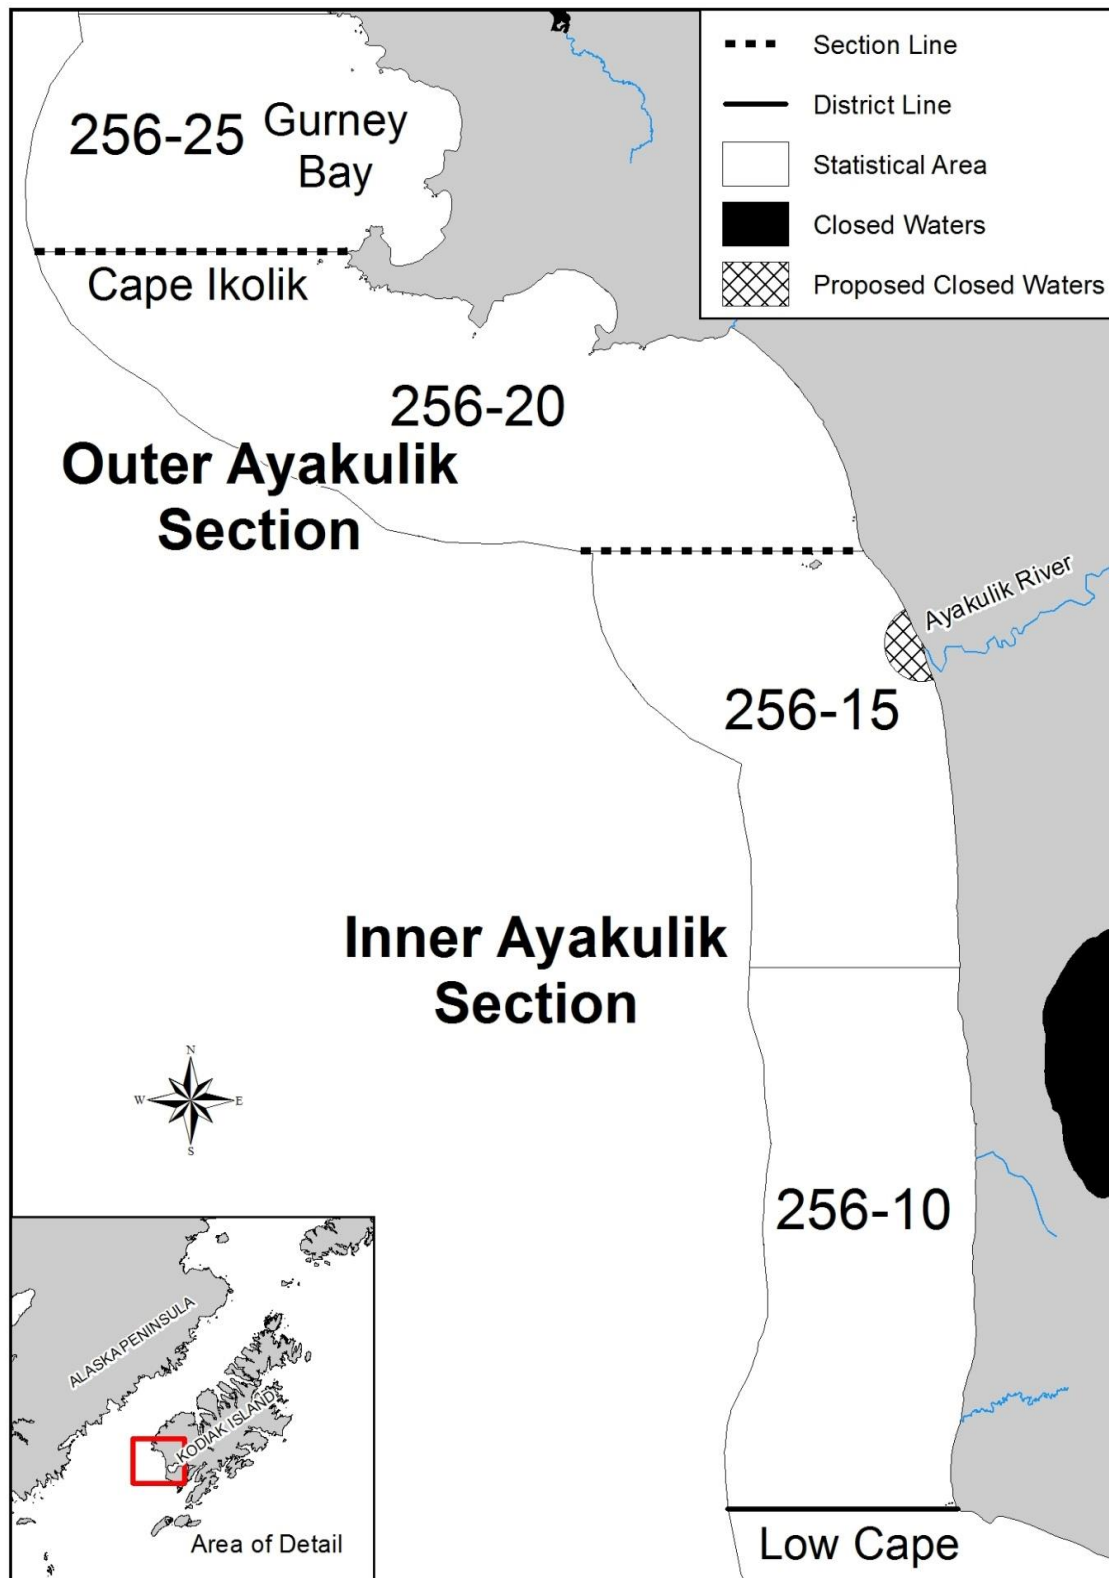 Section Line
District Line
Statistical Area
Closed Waters
Proposed Closed Waters
256-25
Gurney
Bay
Cape Ikolik
256-20
Outer Ayakulik
Section
Ayakulik River
256-15
Inner Ayakulik
Section
N
W
E
S
256-10
ALASKA PENINSULA
KODIAK ISLAND
Area of Detail
Low Cape